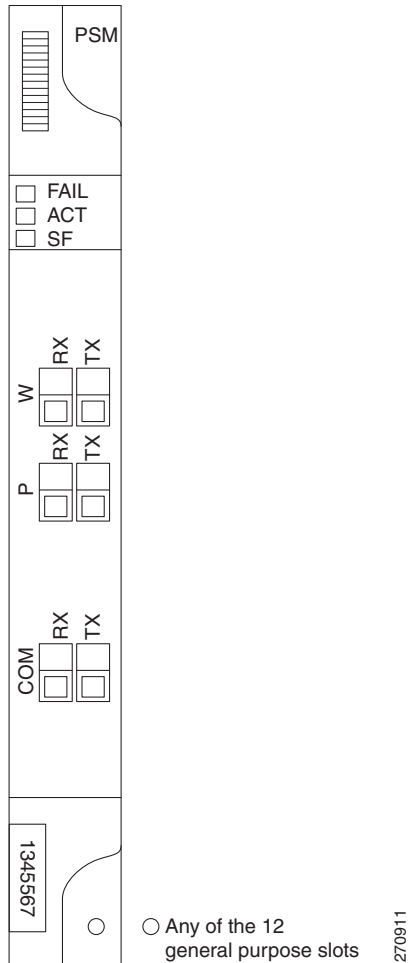 PSM
FAIL
ACT
SF
RX
TX
W
RX
TX
P
RX
TX
COM
1345567
Any of the 12
general purpose slots
270911